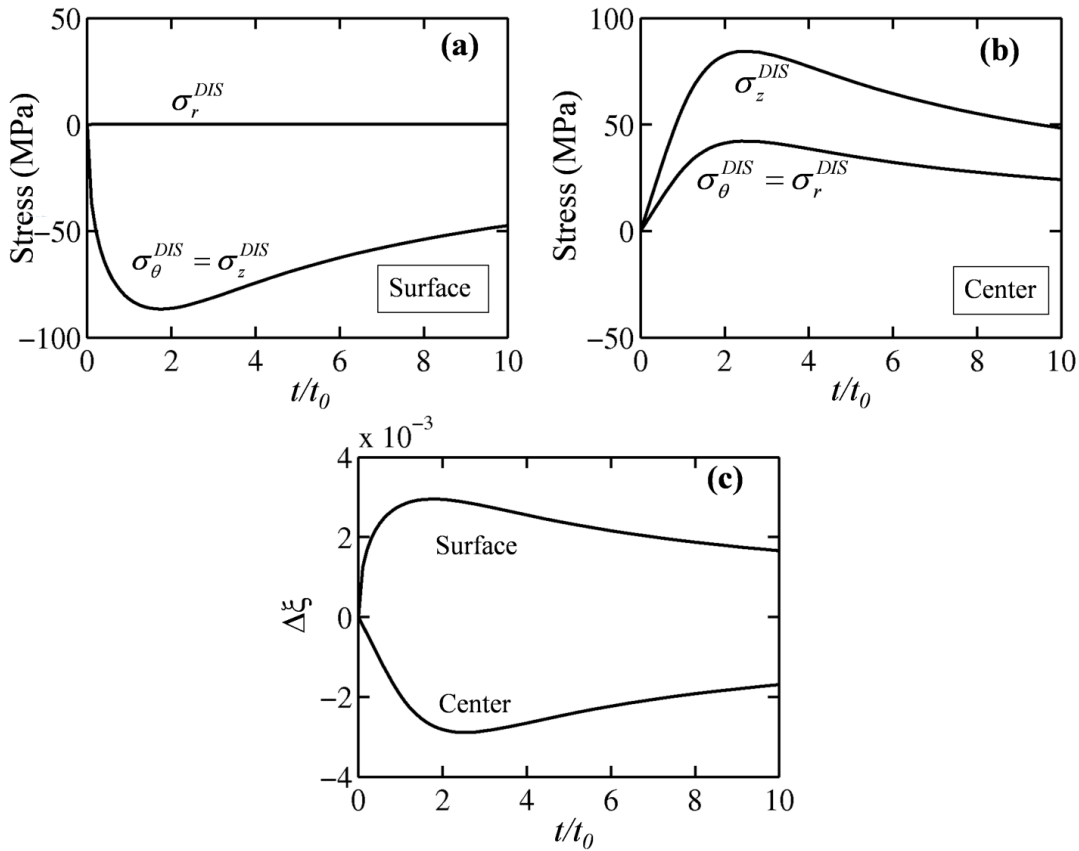 (a)
50
0
−50
−100
Stress (MPa)
σ_r^{DIS}
σ_θ^{DIS} = σ_z^{DIS}
Surface
0 2 4 6 8 10
t/t_0
(b)
100
50
0
−50
Stress (MPa)
σ_z^{DIS}
σ_θ^{DIS} = σ_r^{DIS}
Center
0 2 4 6 8 10
t/t_0
x 10^{−3}
(c)
4
2
0
−2
−4
Δξ
Surface
Center
0 2 4 6 8 10
t/t_0